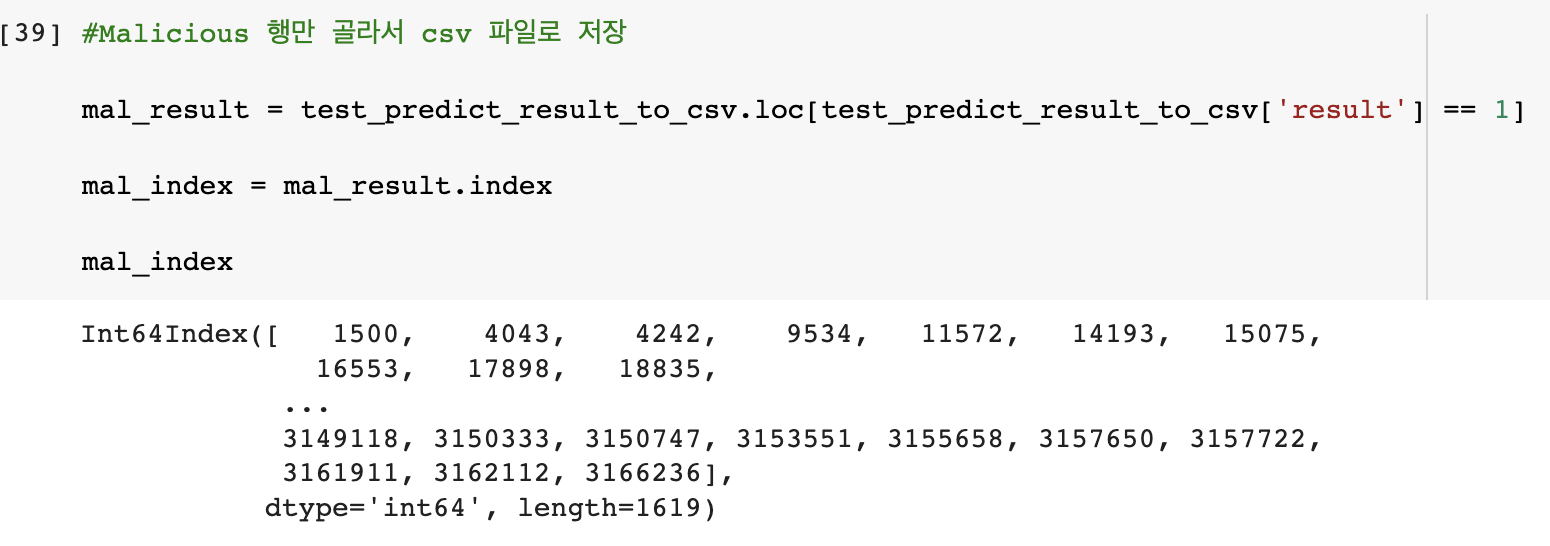 [39] #Malicious 행만 골라서 csv 파일로 저장
mal_result = test_predict_result_to_csv.loc[test_predict_result_to_csv['result'] == 1]
mal_index = mal_result.index
mal_index
Int64Index([   1500,    4043,    4242,    9534,   11572,   14193,   15075,
              16553,   17898,   18835,
            ...
            3149118, 3150333, 3150747, 3153551, 3155658, 3157650, 3157722,
            3161911, 3162112, 3166236],
           dtype='int64', length=1619)